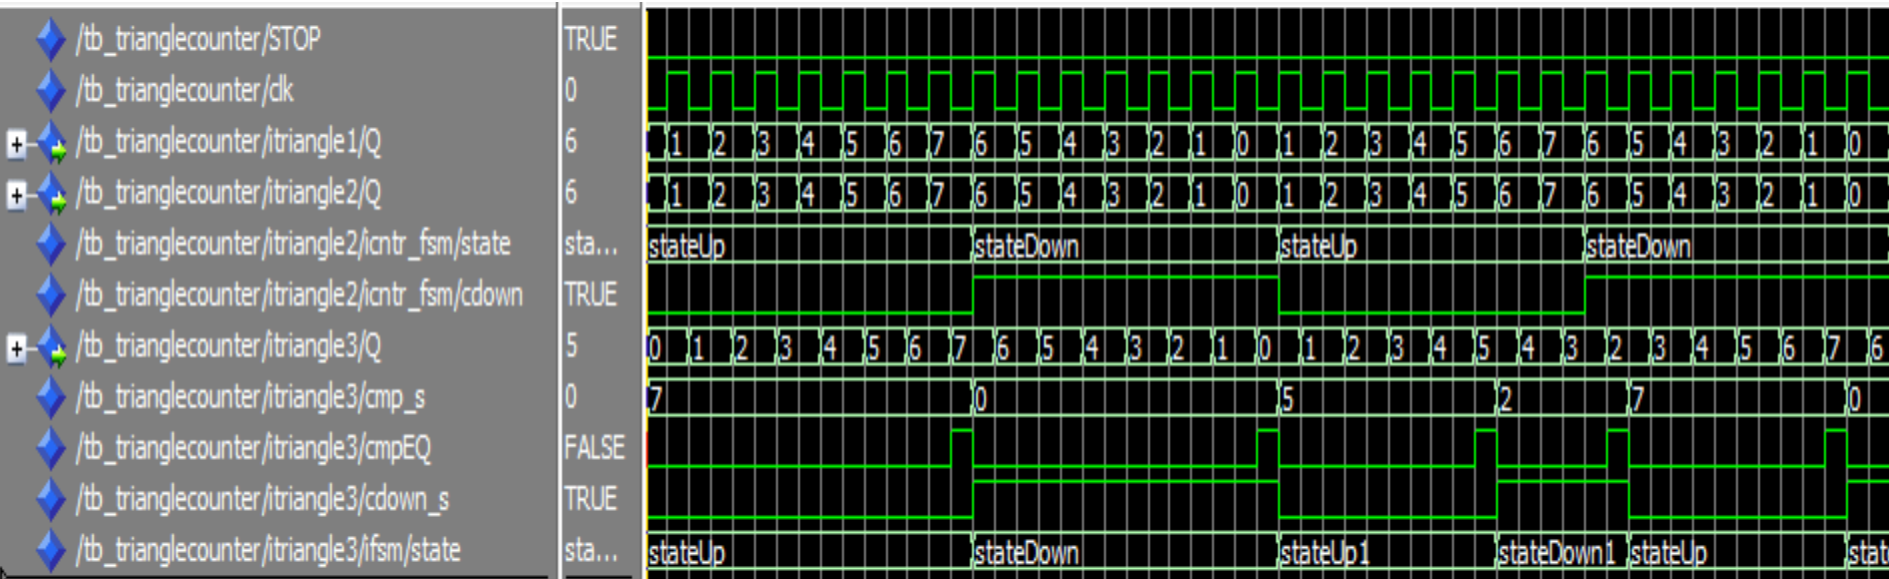 /tb_trianglecounter/STOP TRUE
/tb_trianglecounter/clk 0
/tb_trianglecounter/itriangle1/Q 6 1 2 3 4 5 6 7 6 5 4 3 2 1 0 1 2 3 4 5 6 7 6 5 4 3 2 1 0
/tb_trianglecounter/itriangle2/Q 6 1 2 3 4 5 6 7 6 5 4 3 2 1 0 1 2 3 4 5 6 7 6 5 4 3 2 1 0
/tb_trianglecounter/itriangle2/icntr_fsm/state sta... stateUp stateDown stateUp stateDown
/tb_trianglecounter/itriangle2/icntr_fsm/cdown TRUE
/tb_trianglecounter/itriangle3/Q 5 0 1 2 3 4 5 6 7 6 5 4 3 2 1 0 1 2 3 4 5 4 3 2 3 4 5 6 7 6
/tb_trianglecounter/itriangle3/cmp_s 0 7 0 5 2 7 0
/tb_trianglecounter/itriangle3/cmpEQ FALSE
/tb_trianglecounter/itriangle3/cdown_s TRUE
/tb_trianglecounter/itriangle3/ifsm/state sta... stateUp stateDown stateUp1 stateDown1 stateUp